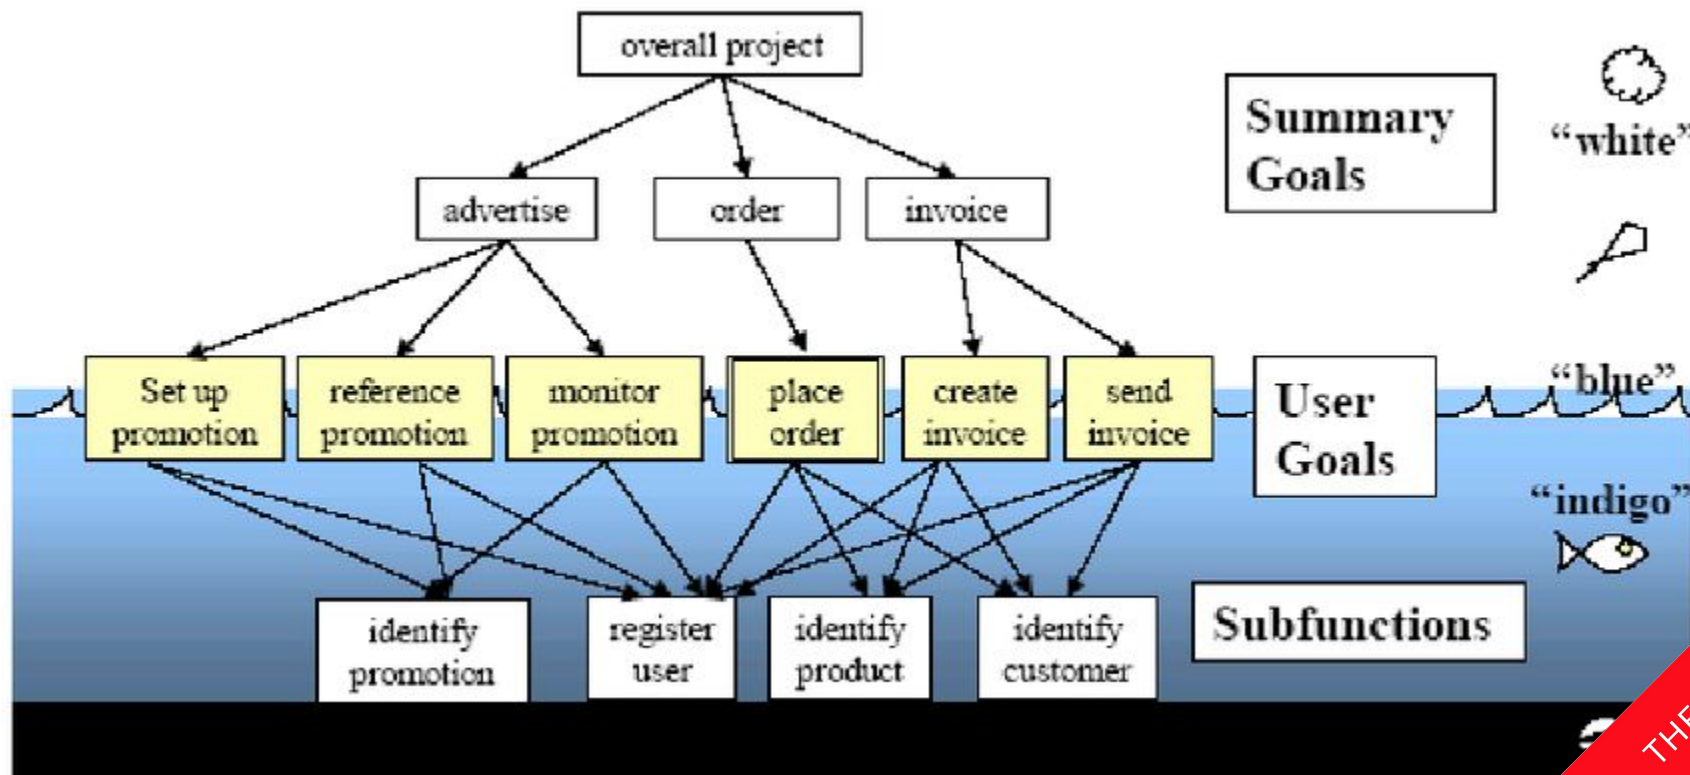 overall project
Summary
Goals
“white”
advertise
order
invoice
“blue”
Set up
promotion
reference
promotion
monitor
promotion
place
order
create
invoice
send
invoice
User
Goals
“indigo”
identify
promotion
register
user
identify
product
identify
customer
Subfunctions